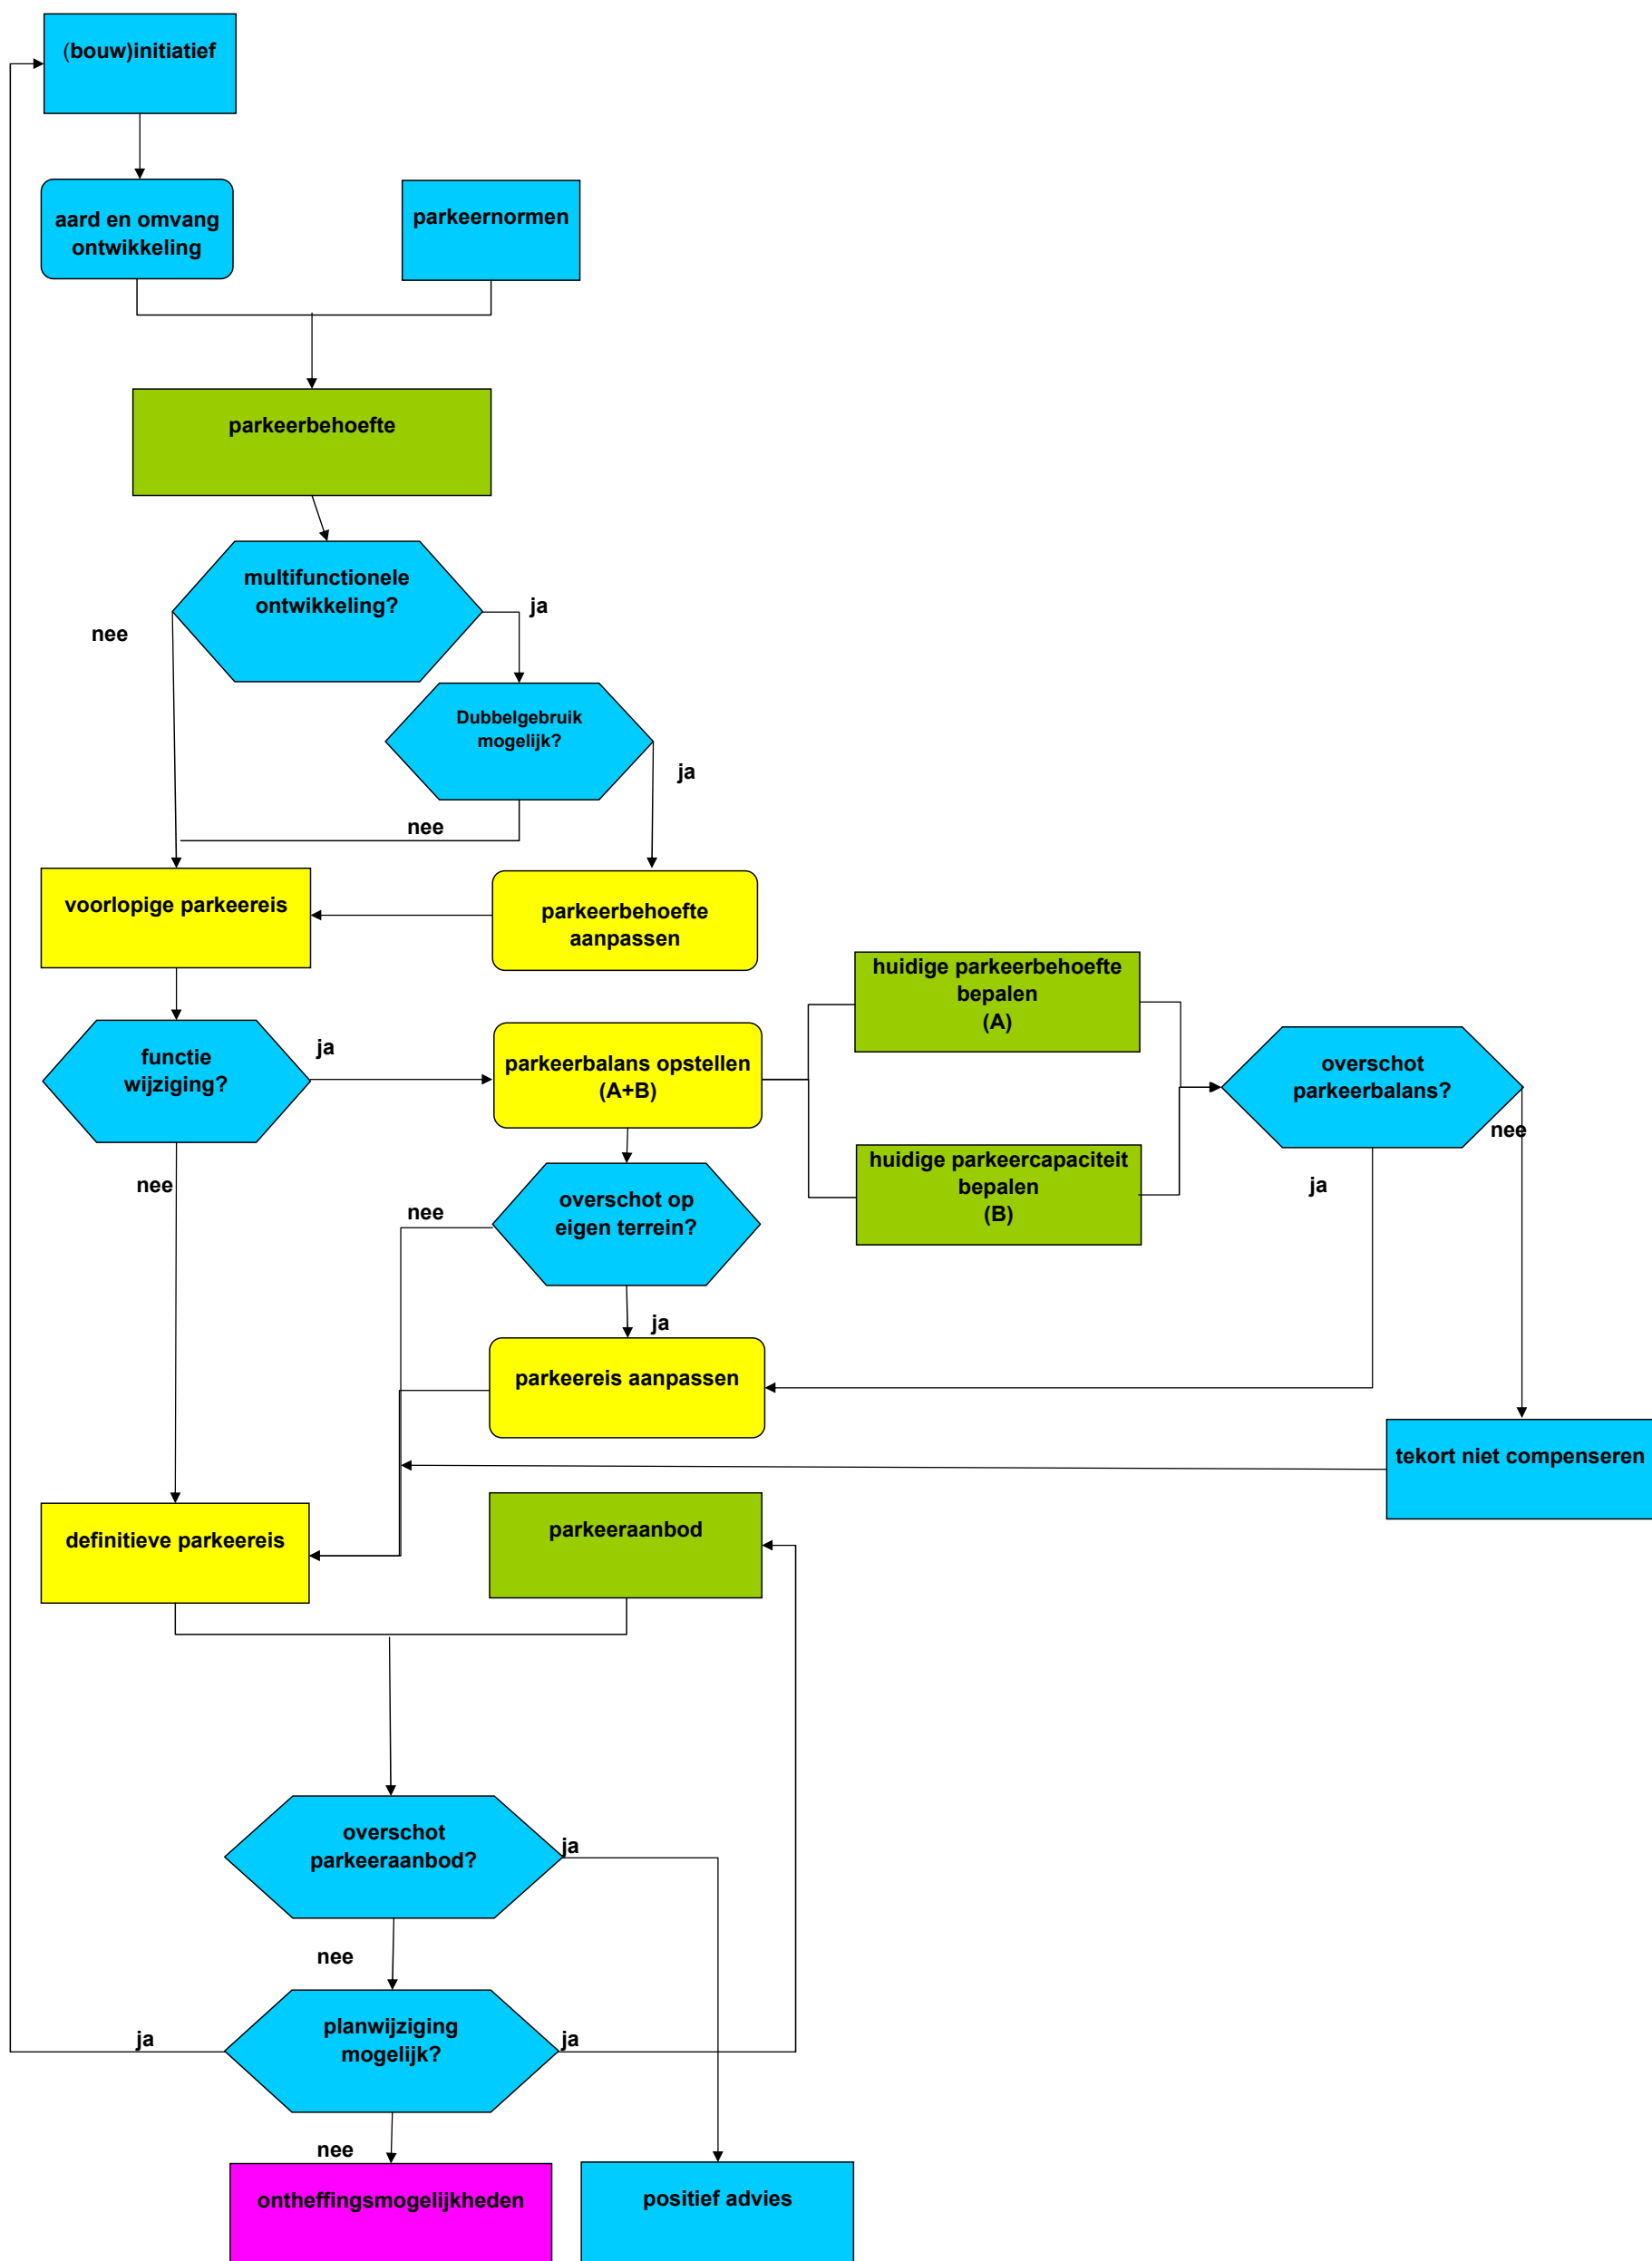 (bouw)initiatief
aard en omvang
ontwikkeling
parkeernormen
parkeerbehoefte
multifunctionele
ontwikkeling?
ja
nee
Dubbelgebruik
mogelijk?
ja
nee
voorlopige parkeereis
parkeerbehoefte
aanpassen
huidige parkeerbehoefte
bepalen
(A)
functie
wijziging?
ja
parkeerbalans opstellen
(A+B)
overschot
parkeerbalans?
nee
huidige parkeercapaciteit
bepalen
(B)
nee
ja
overschot op
eigen terrein?
nee
ja
parkeereis aanpassen
tekort niet compenseren
definitieve parkeereis
parkeeraanbod
overschot
parkeeraanbod?
ja
nee
planwijziging
mogelijk?
ja
ja
nee
ontheffingsmogelijkheden
positief advies